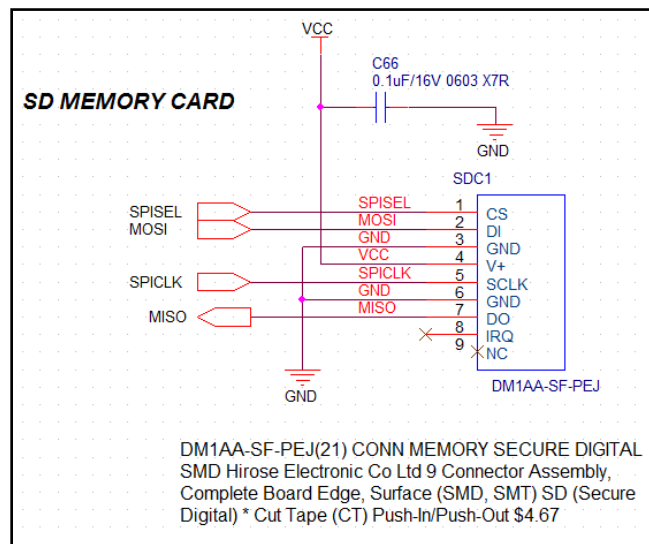 VCC
C66
0.1uF/16V 0603 X7R
SD MEMORY CARD
GND
SDC1
SPISEL SPISEL 1 CS
MOSI MOSI 2 DI
GND 3 GND
VCC 4 V+
SPICLK SPICLK 5 SCLK
GND 6 GND
MISO MISO 7 DO
8 IRQ
9 NC
GND
DM1AA-SF-PEJ
DM1AA-SF-PEJ(21) CONN MEMORY SECURE DIGITAL
SMD Hirose Electronic Co Ltd 9 Connector Assembly,
Complete Board Edge, Surface (SMD, SMT) SD (Secure
Digital) * Cut Tape (CT) Push-In/Push-Out $4.67